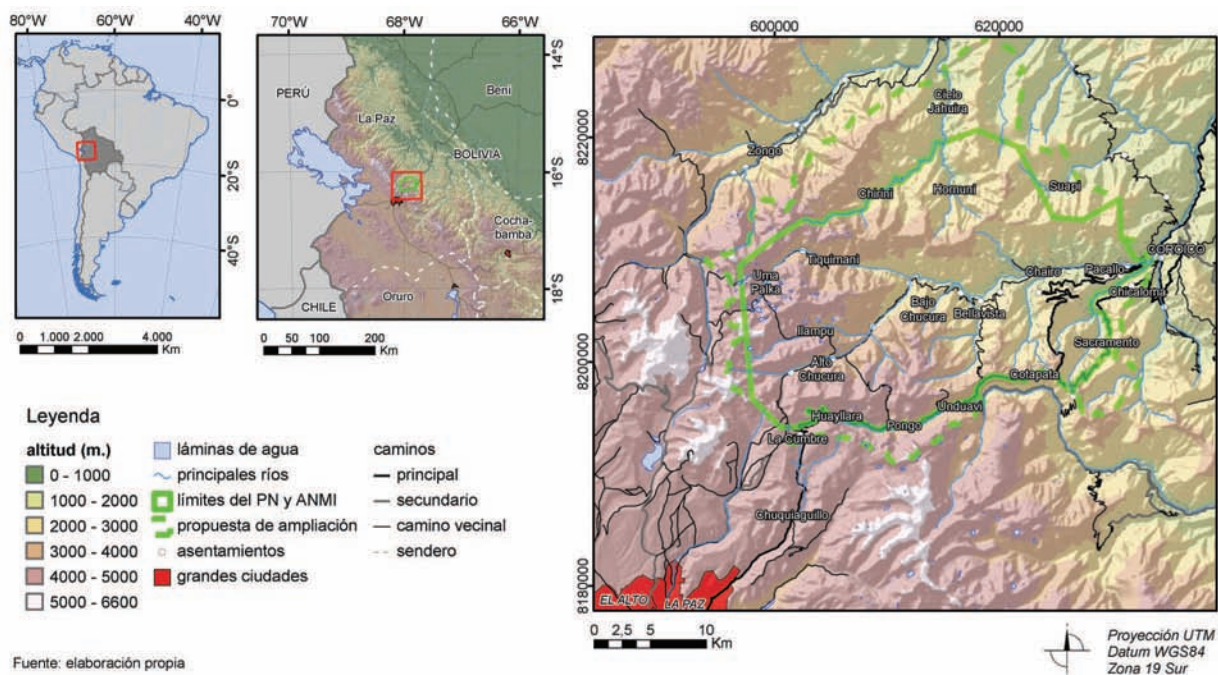 80°W
60°W
40°W
0°
20°S
40°S
0
1.000
2.000
4.000
Km
70°W
68°W
66°W
14°S
16°S
18°S
PERÚ
La Paz
Beni
BOLIVIA
Cocha-
bamba
CHILE
Oruro
0
50
100
200
Km
600000
620000
8220000
8200000
8180000
Cielo
Jahuira
Zongo
Chirini
Hornuni
Suapi
COROICO
Tiquimani
Uma
Palka
Chairo
Pacallo
Chicaloma
Bajo
Chucura
Bellavista
Ilampu
Sacramento
Alto
Chucura
Cotapata
Unduavi
Huayllara
Pongo
La Cumbre
Chuquiaguillo
EL ALTO
LA PAZ
0
2,5
5
10
Km
Leyenda
altitud (m.)
0 - 1000
1000 - 2000
2000 - 3000
3000 - 4000
4000 - 5000
5000 - 6600
láminas de agua
principales ríos
límites del PN y ANMI
propuesta de ampliación
asentamientos
grandes ciudades
caminos
principal
secundario
camino vecinal
sendero
Fuente: elaboración propia
Proyección UTM
Datum WGS84
Zona 19 Sur